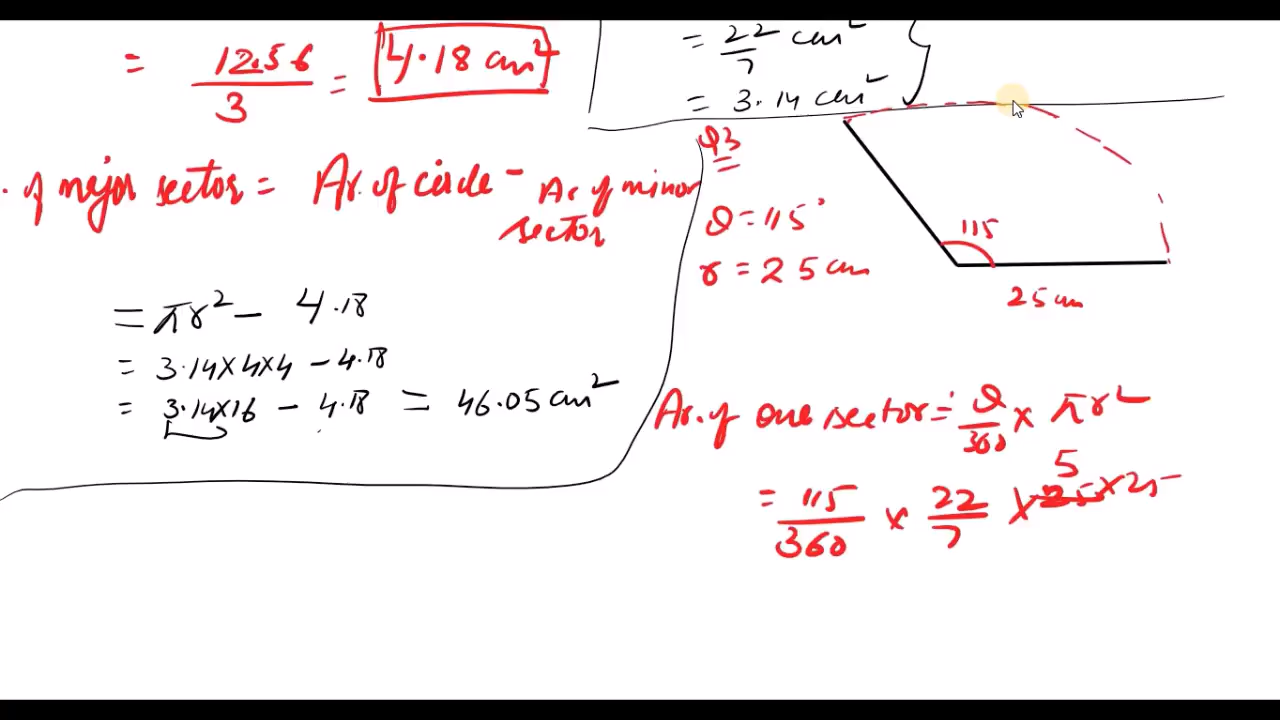 = 12.56 / 3 = 4.18 cm²
. of major sector = Ar. of circle - Ar of minor sector
= πr² - 4.18
= 3.14×4×4 - 4.18
= 3.14×16 - 4.18 = 46.05 cm²
= 22/7 cm²
= 3.14 cm²
Q3
θ = 115°
r = 25 cm
115
25 cm
Ar. of one sector = θ/360 × πr²
= 115/360 × 22/7 × 25 × 25
5